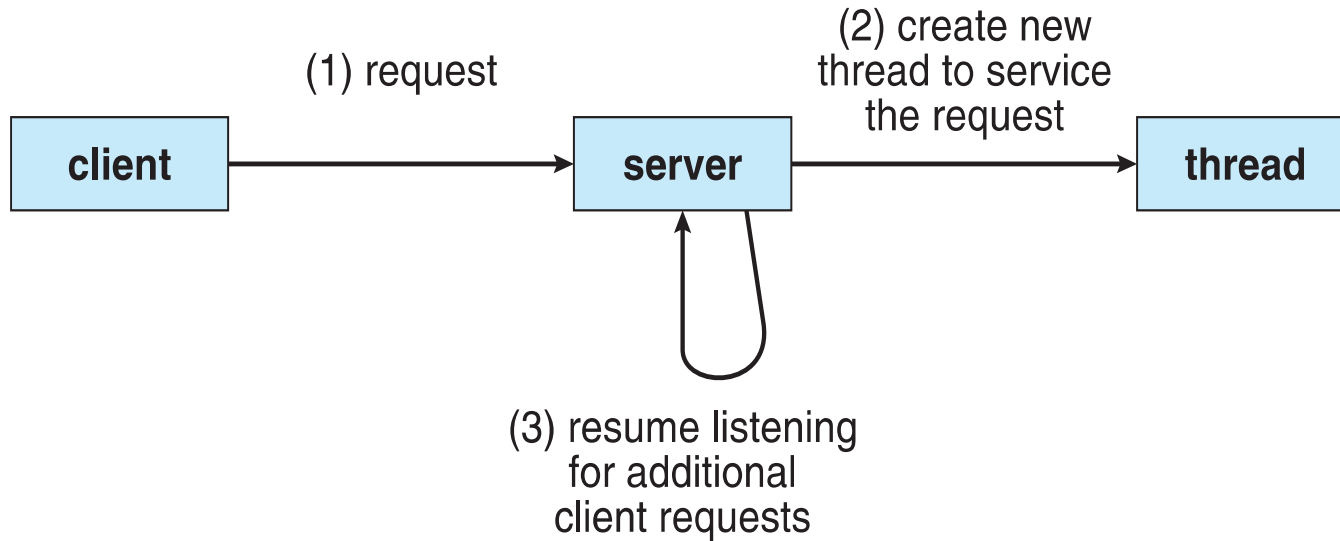 (1) request
(2) create new
thread to service
the request
client
server
thread
(3) resume listening
for additional
client requests